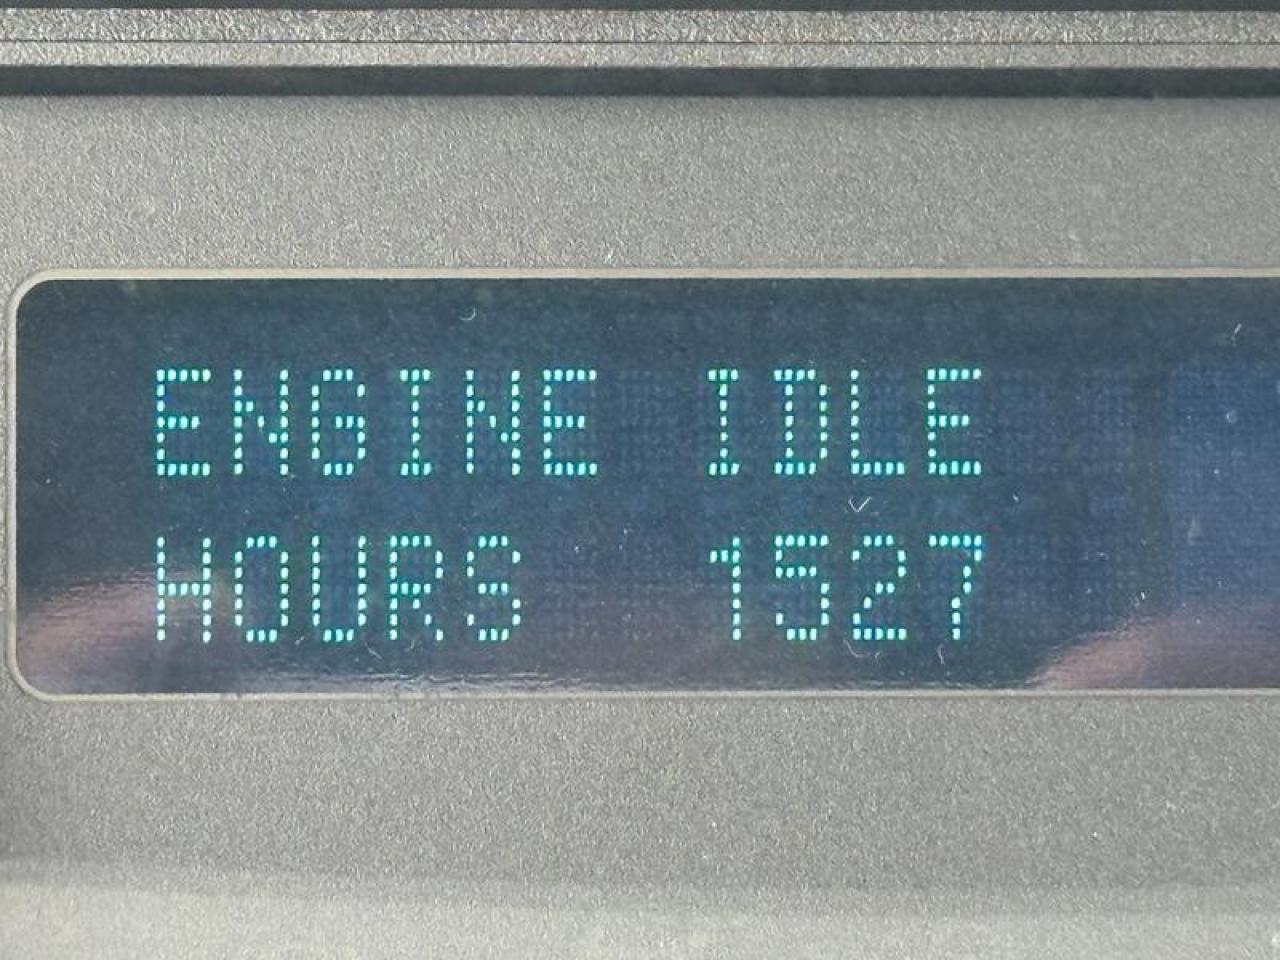 ENGINE IDLE
HOURS 1527